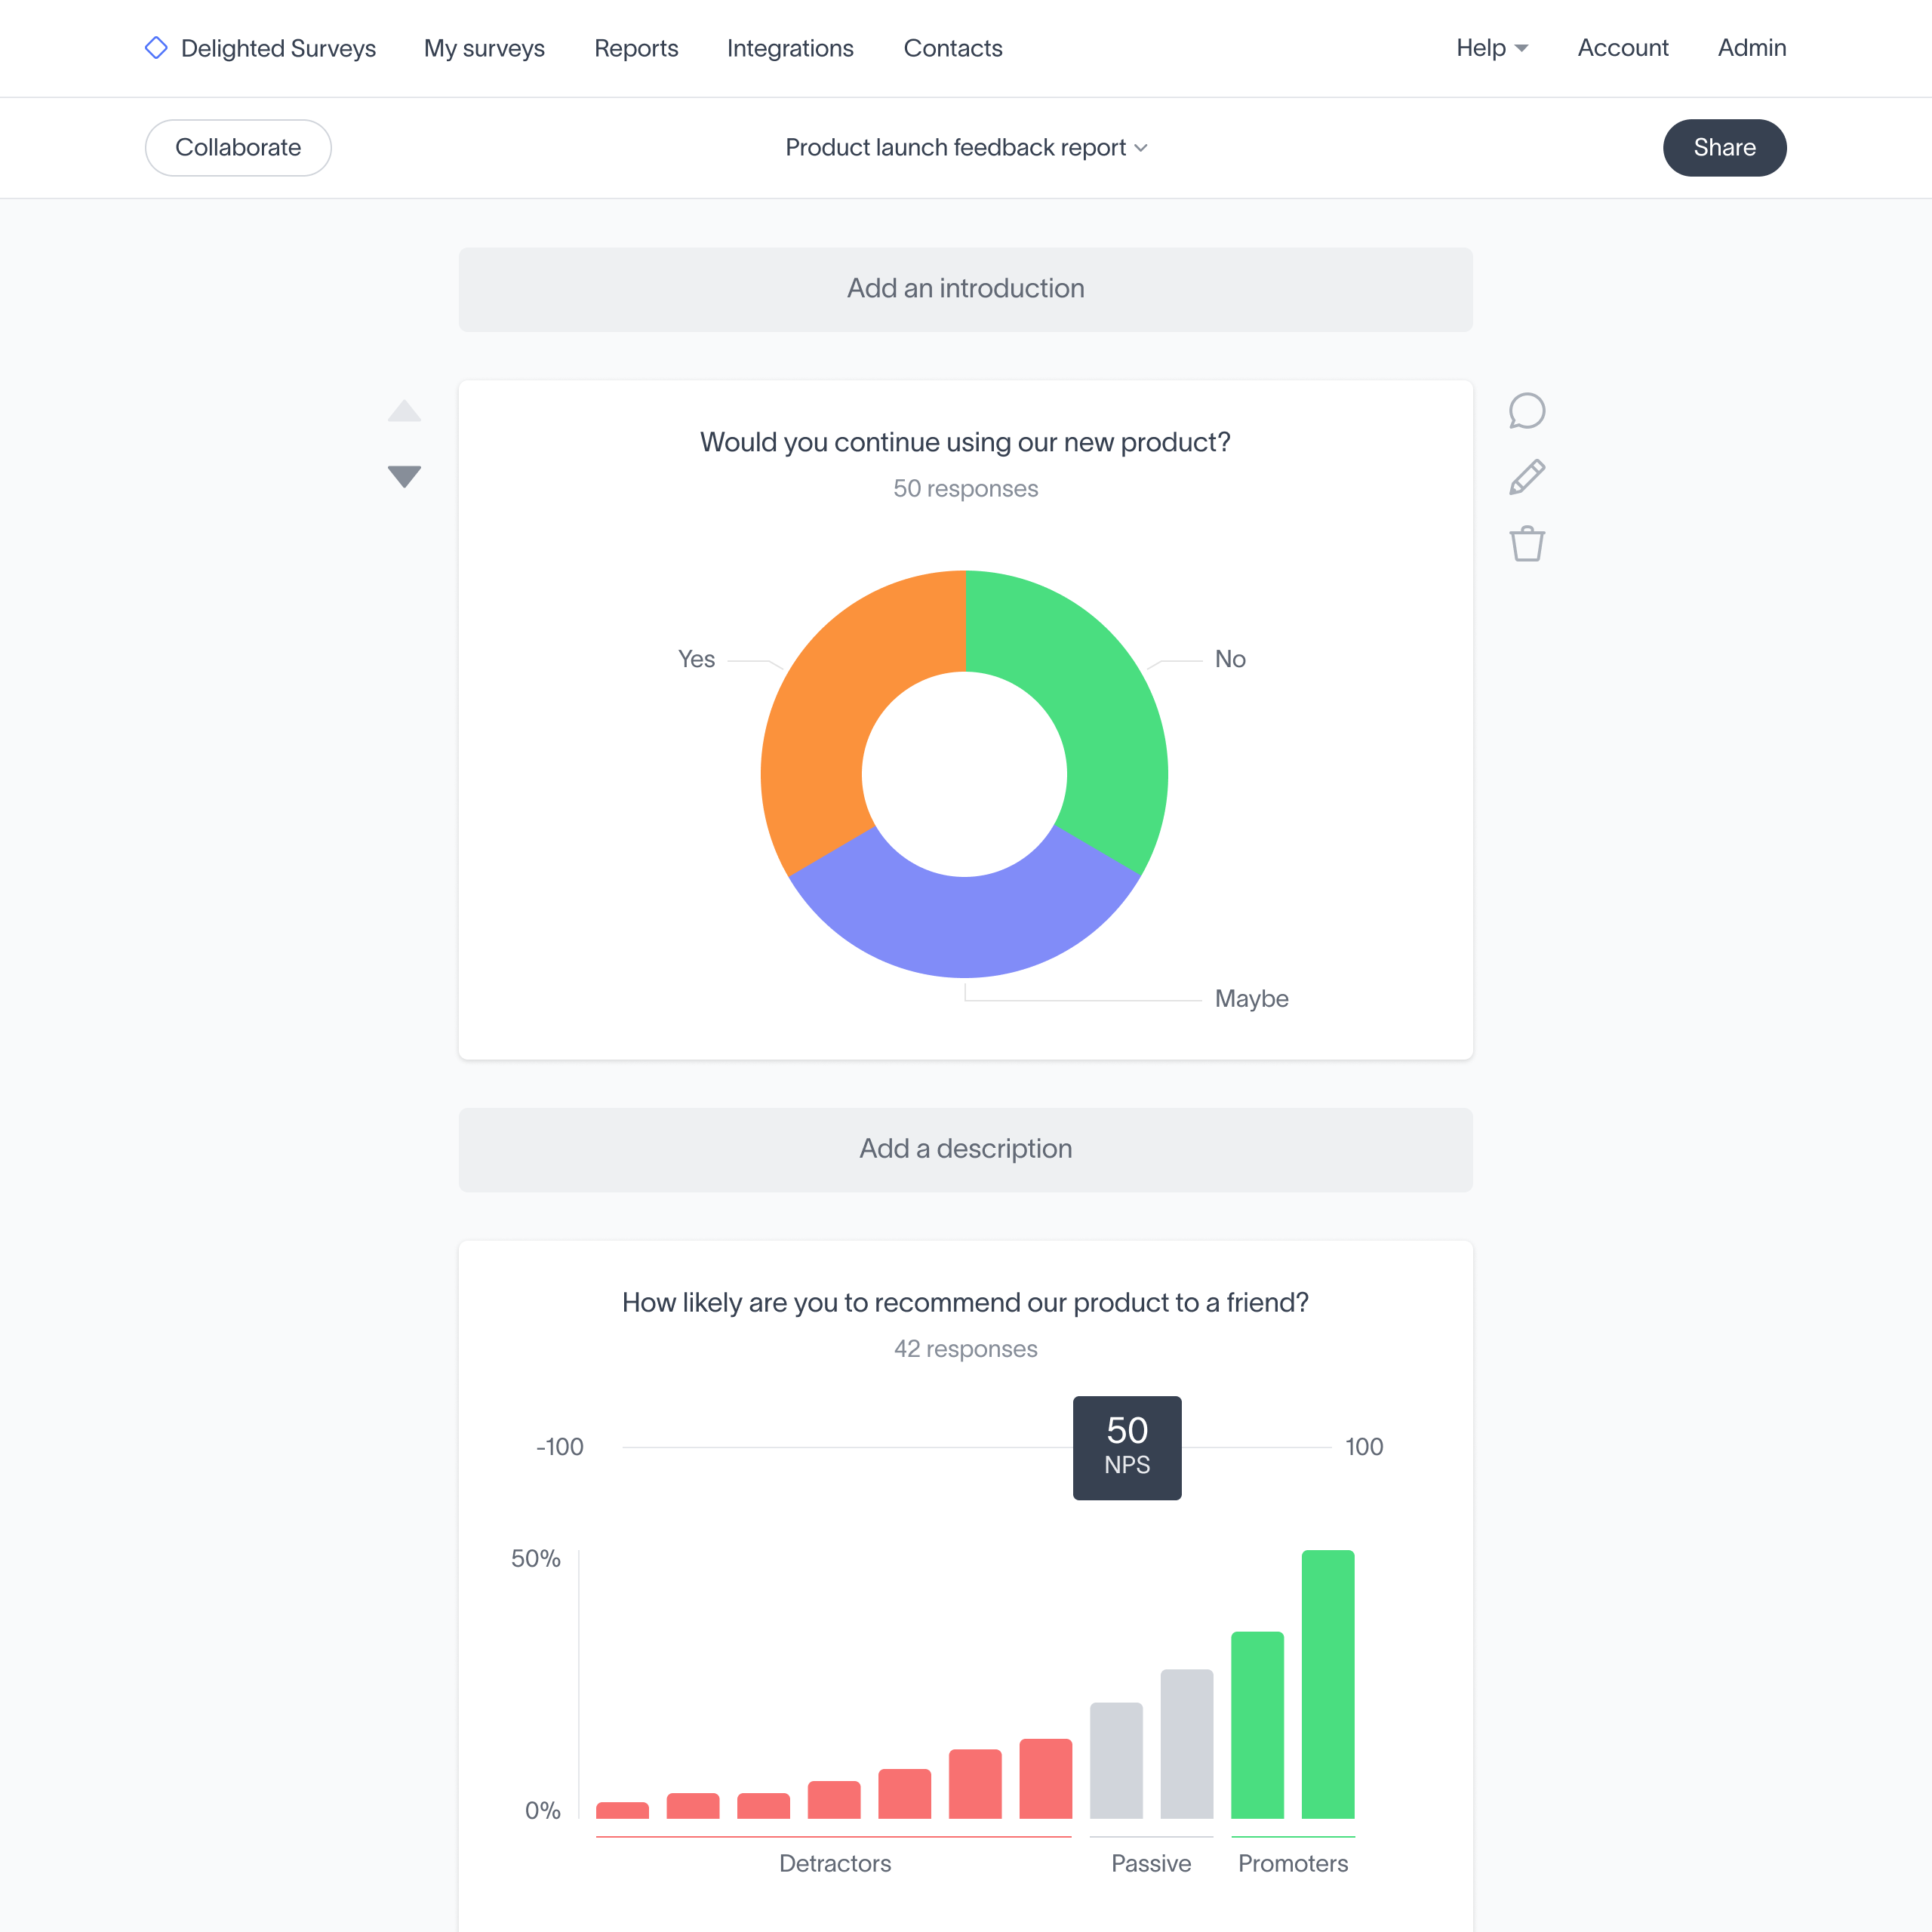 Delighted Surveys My surveys Reports Integrations Contacts Help Account Admin
Collaborate Product launch feedback report Share
Add an introduction
Would you continue using our new product?
50 responses
Yes No
Maybe
Add a description
How likely are you to recommend our product to a friend?
42 responses
50
-100 100
NPS
50%
0%
Detractors Passive Promoters